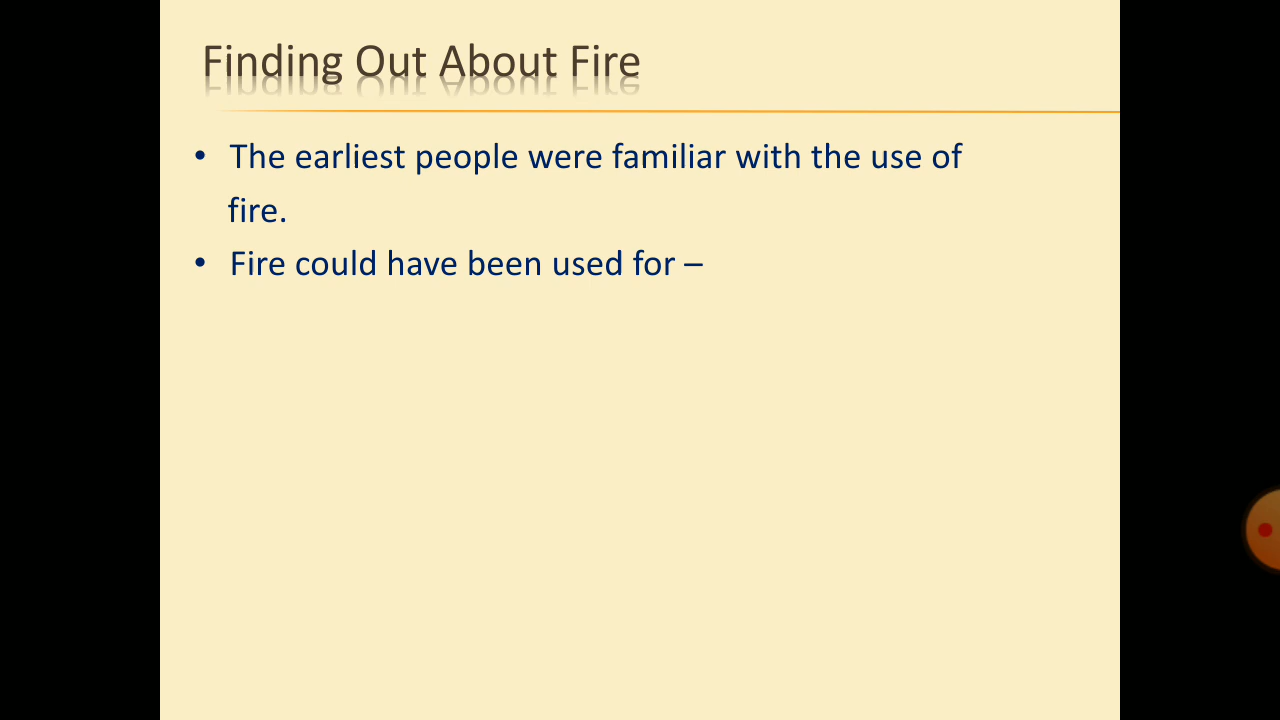 Finding Out About Fire
• The earliest people were familiar with the use of
fire.
• Fire could have been used for –